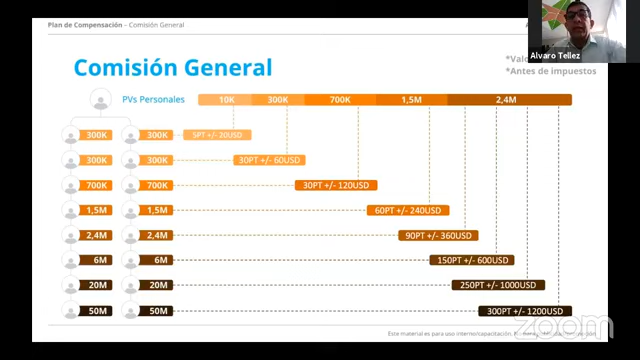 Plan de Compensación – Comisión General
Alvaro Tellez
Comisión General
*Antes de impuestos
PVs Personales 10K 300K 700K 1,5M 2,4M
300K 300K 5PT +/- 20USD
300K 300K 30PT +/- 60USD
700K 700K 30PT +/- 120USD
1,5M 1,5M 60PT +/- 240USD
2,4M 2,4M 90PT +/- 360USD
6M 6M 150PT +/- 600USD
20M 20M 250PT +/- 1000USD
50M 50M 300PT +/- 1200USD
zoom
Este material es para uso interno/capacitación.